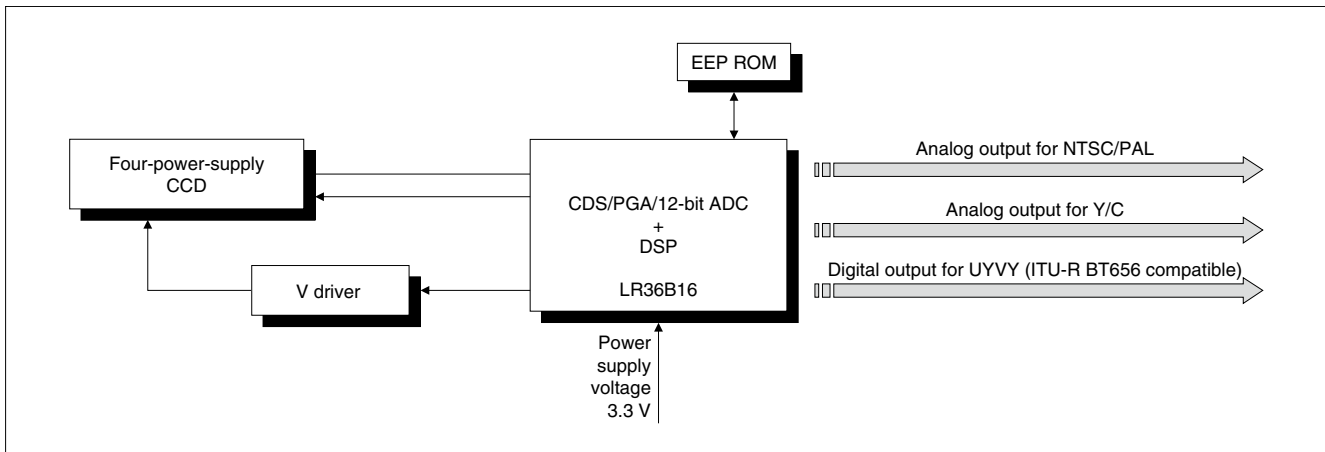 EEP ROM
Four-power-supply
CCD
V driver
CDS/PGA/12-bit ADC
+
DSP
LR36B16
Power
supply
voltage
3.3 V
Analog output for NTSC/PAL
Analog output for Y/C
Digital output for UYVY (ITU-R BT656 compatible)